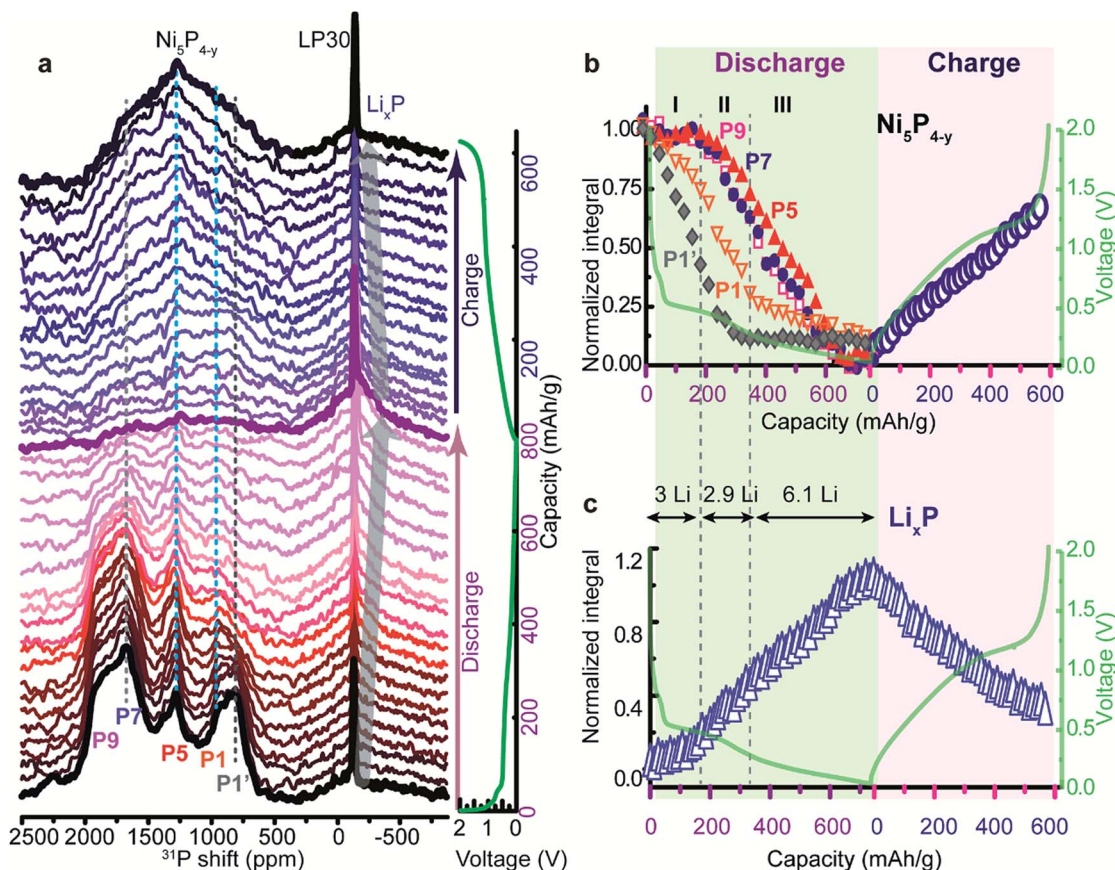 a
Ni5P4-y
LP30
LixP
Charge
Discharge
P9
P7
P5
P1
P1'
2500 2000 1500 1000 500 0 -500
31P shift (ppm)
2 1 0
Voltage (V)
0 200 400 600 800 200 400 600
Capacity (mAh/g)
b
Discharge
Charge
I II III
Ni5P4-y
P9
P7
P5
P1'
P1
1.00
0.75
0.50
0.25
0.00
Normalized integral
2.0
1.5
1.0
0.5
0.0
Voltage (V)
0 200 400 600 0 200 400 600
Capacity (mAh/g)
3 Li 2.9 Li 6.1 Li
c
LixP
1.2
0.8
0.4
0.0
Normalized integral
2.0
1.5
1.0
0.5
0.0
Voltage (V)
0 200 400 600 0 200 400 600
Capacity (mAh/g)